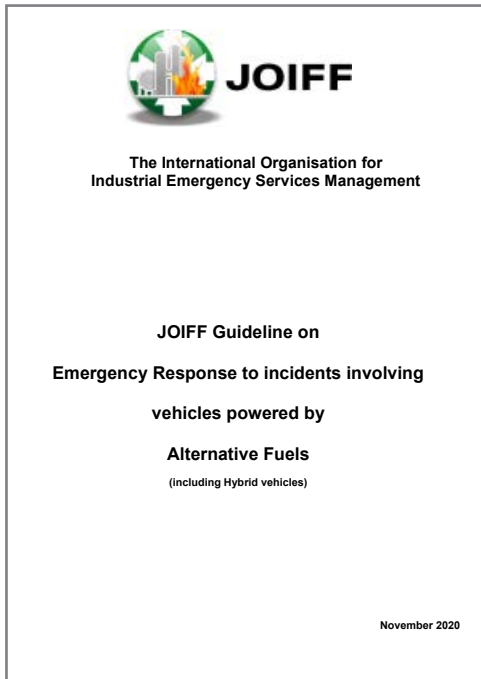 JOIFF
The International Organisation for
Industrial Emergency Services Management
JOIFF Guideline on
Emergency Response to incidents involving
vehicles powered by
Alternative Fuels
(including Hybrid vehicles)
November 2020